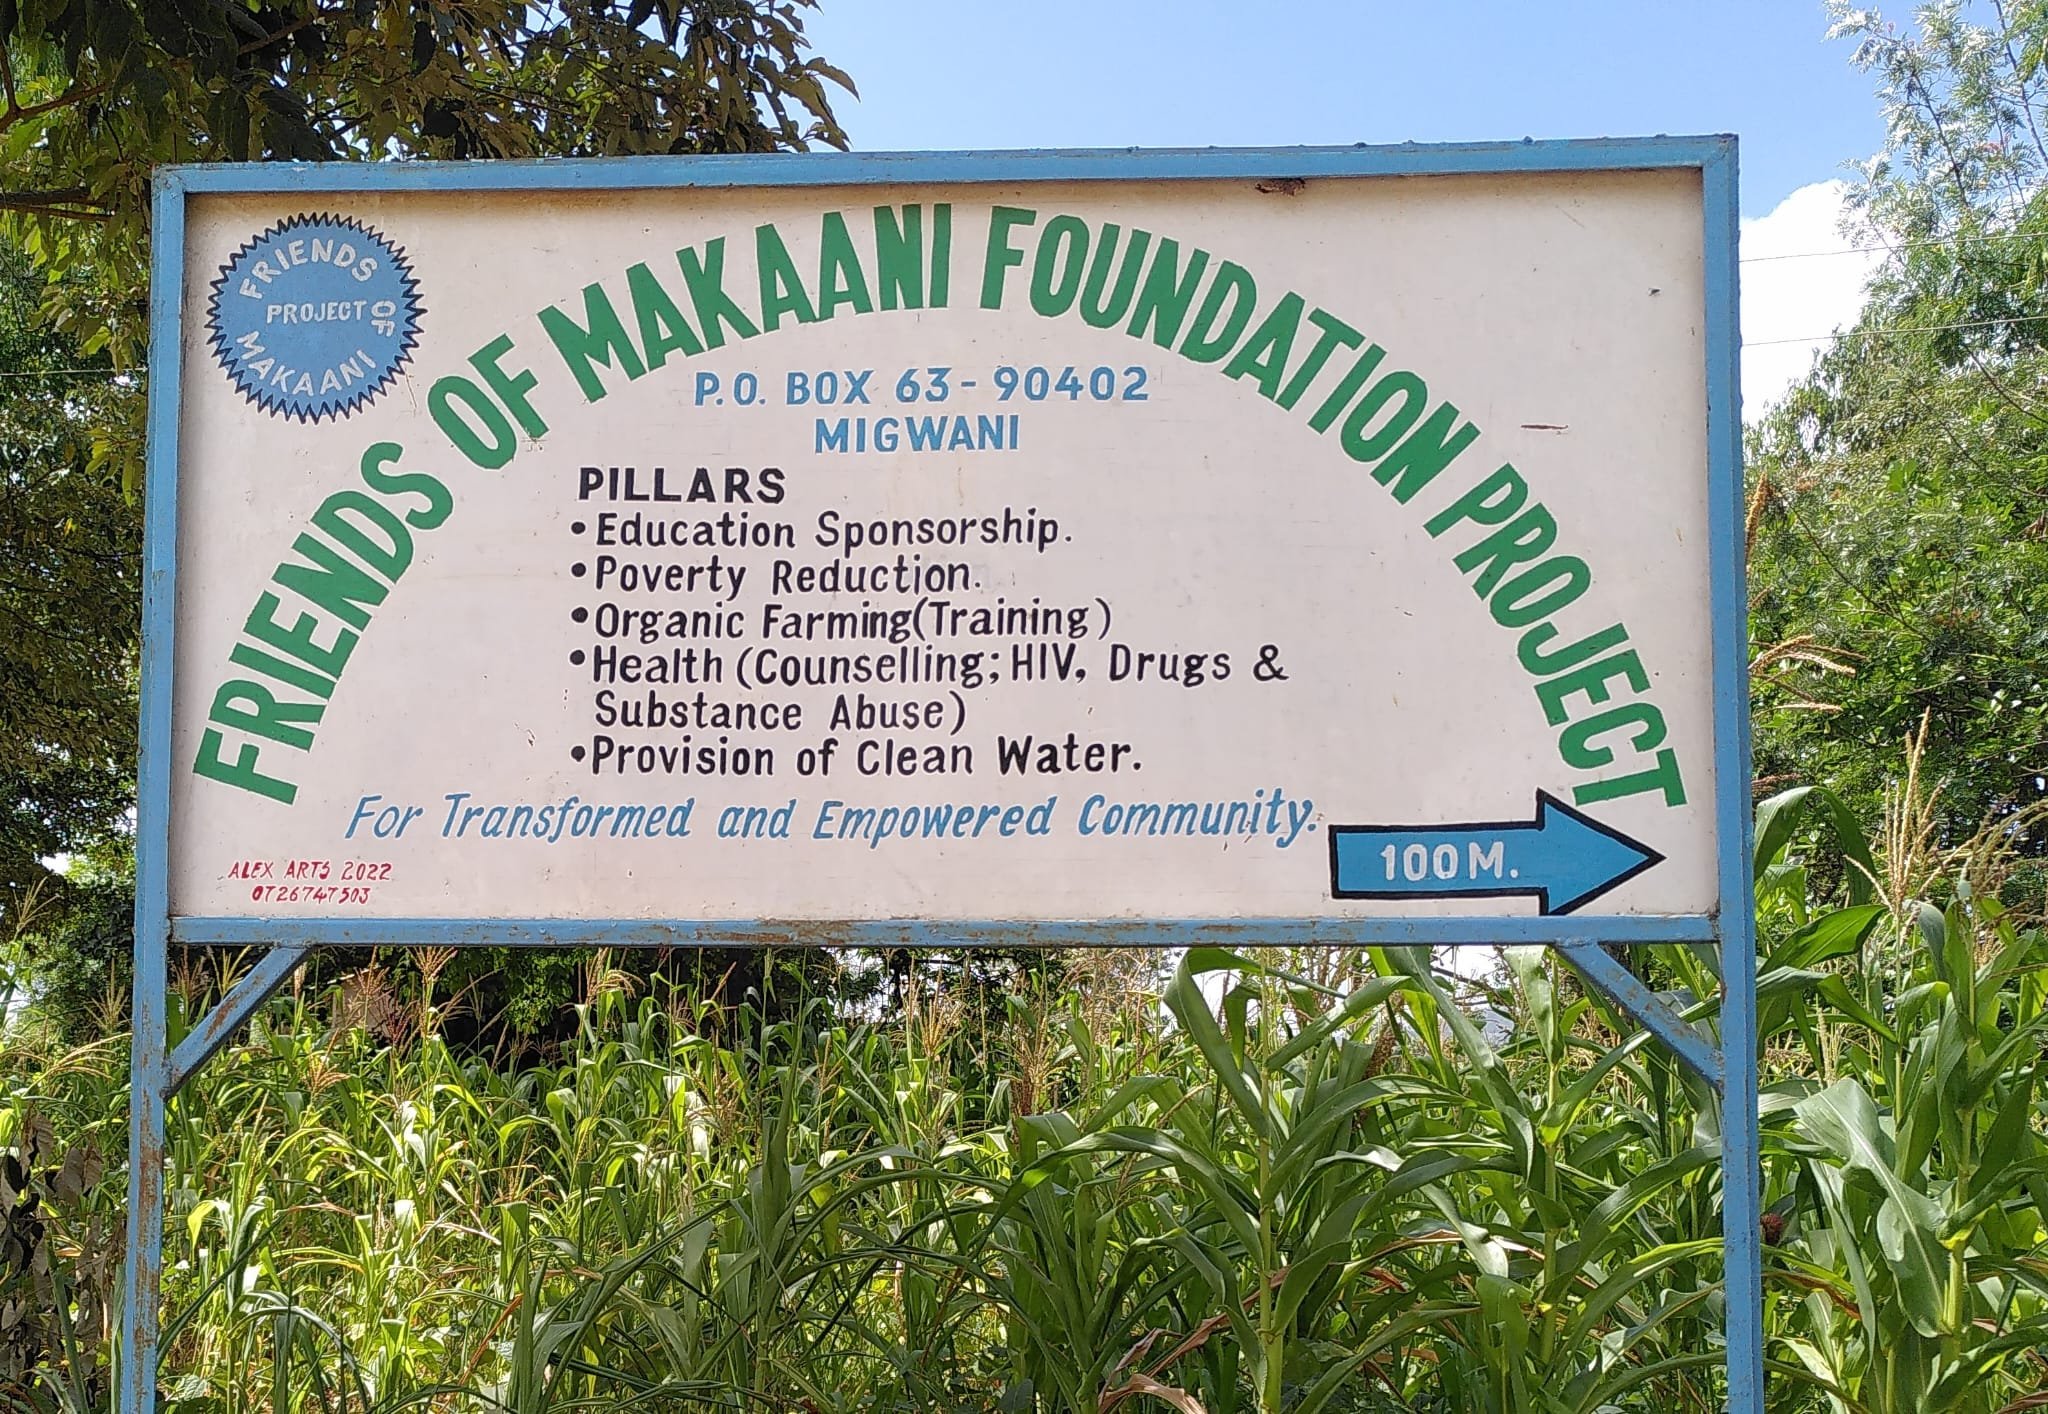 FRIENDS OF MAKAANI
PROJECT
FRIENDS OF MAKAANI FOUNDATION PROJECT
P.O. BOX 63-90402
MIGWANI
PILLARS
•Education Sponsorship.
•Poverty Reduction.
•Organic Farming(Training)
•Health (Counselling; HIV, Drugs &
Substance Abuse)
•Provision of Clean Water.
For Transformed and Empowered Community.
100M.
ALEX ARTS 2022
0726747503